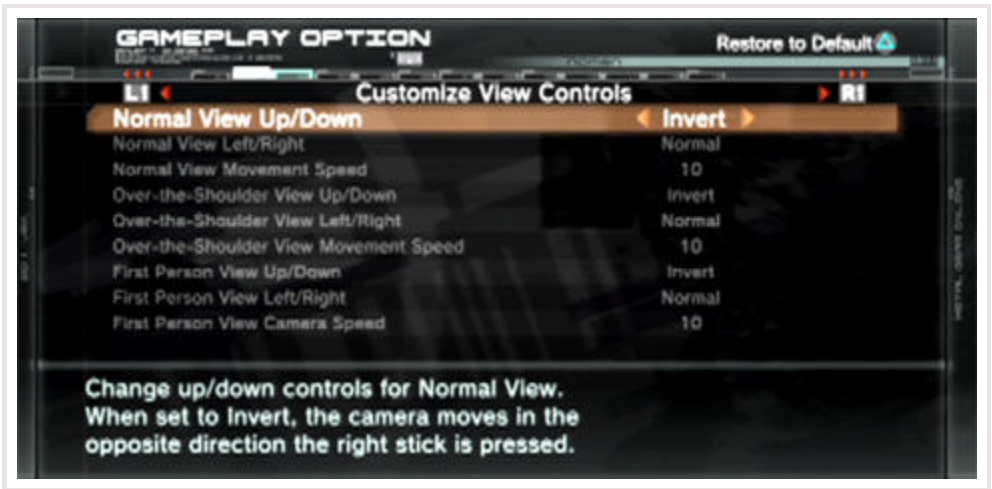 GAMEPLAY OPTION
Restore to Default
L1
Customize View Controls
R1
Normal View Up/Down Invert
Normal View Left/Right Normal
Normal View Movement Speed 10
Over-the-Shoulder View Up/Down Invert
Over-the-Shoulder View Left/Right Normal
Over-the-Shoulder View Movement Speed 10
First Person View Up/Down Invert
First Person View Left/Right Normal
First Person View Camera Speed 10
Change up/down controls for Normal View.
When set to Invert, the camera moves in the
opposite direction the right stick is pressed.
METAL GEAR ONLINE